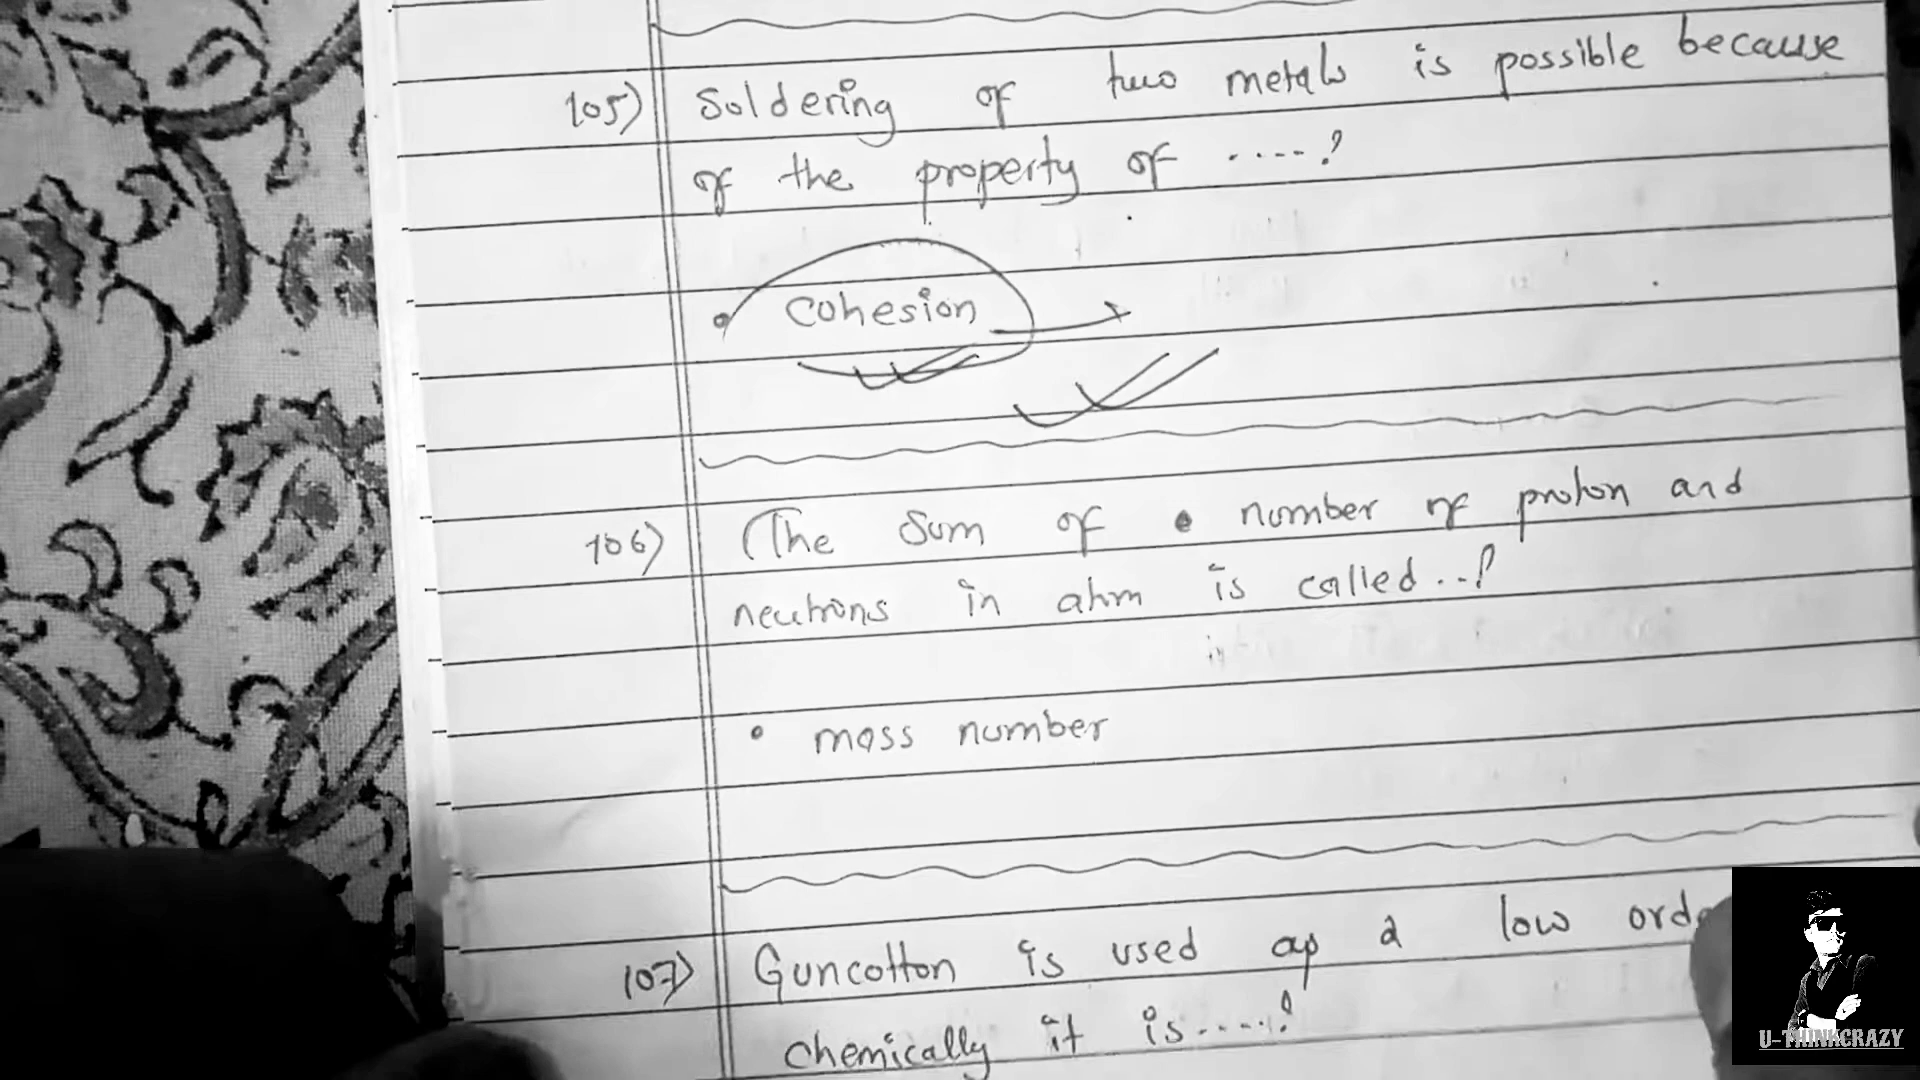 105) Soldering of two metals is possible because
of the property of .....?
• Cohesion
106) The Sum of number of proton and
neutrons in atom is called...?
• mass number
107) Guncotton is used as a low
chemically it is.....?
U-THINKCRAZY